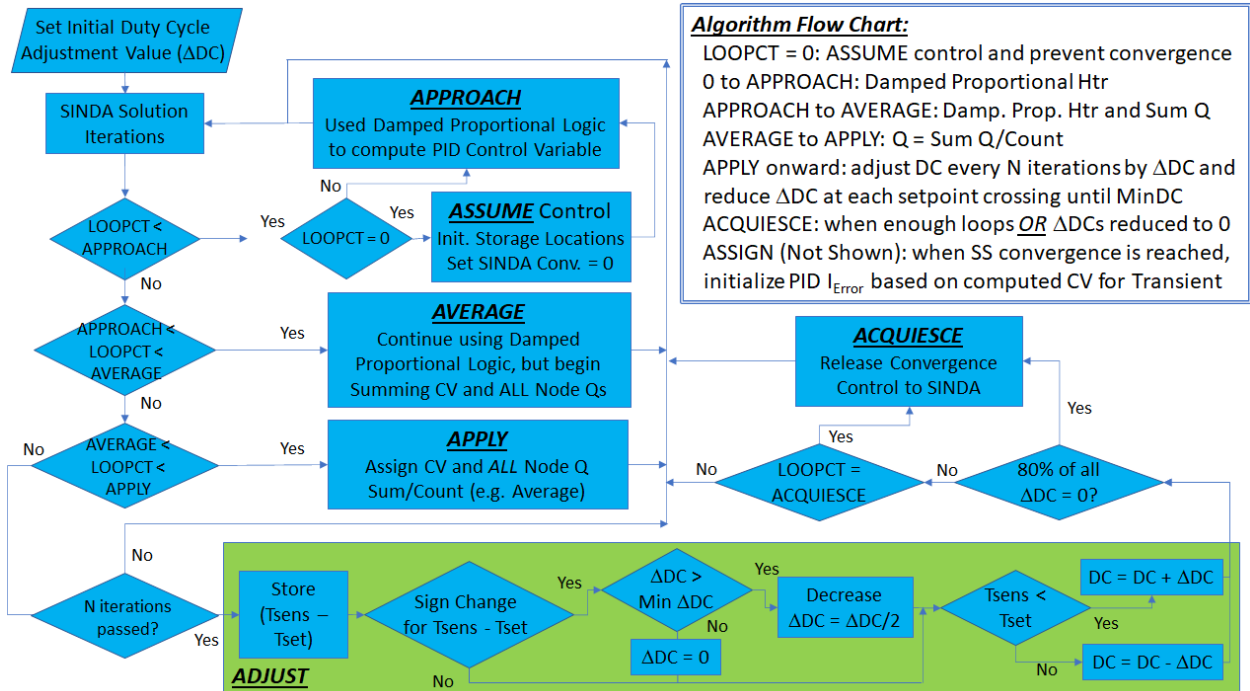 Set Initial Duty Cycle
Adjustment Value (ΔDC)
SINDA Solution
Iterations
APPROACH
Used Damped Proportional Logic
to compute PID Control Variable
Algorithm Flow Chart:
LOOPCT = 0: ASSUME control and prevent convergence
0 to APPROACH: Damped Proportional Htr
APPROACH to AVERAGE: Damp. Prop. Htr and Sum Q
AVERAGE to APPLY: Q = Sum Q/Count
APPLY onward: adjust DC every N iterations by ΔDC and
reduce ΔDC at each setpoint crossing until MinDC
ACQUIESCE: when enough loops OR ΔDCs reduced to 0
ASSIGN (Not Shown): when SS convergence is reached,
initialize PID IError based on computed CV for Transient
LOOPCT <
APPROACH
Yes
No
LOOPCT = 0
No
Yes
ASSUME Control
Init. Storage Locations
Set SINDA Conv. = 0
APPROACH <
LOOPCT <
AVERAGE
Yes
No
AVERAGE
Continue using Damped
Proportional Logic, but begin
Summing CV and ALL Node Qs
ACQUIESCE
Release Convergence
Control to SINDA
No
AVERAGE <
LOOPCT <
APPLY
Yes
APPLY
Assign CV and ALL Node Q
Sum/Count (e.g. Average)
No
LOOPCT =
ACQUIESCE
Yes
No
80% of all
ΔDC = 0?
Yes
No
N iterations
passed?
Yes
Store
(Tsens –
Tset)
Sign Change
for Tsens - Tset
Yes
No
ΔDC >
Min ΔDC
Yes
No
ΔDC = 0
Decrease
ΔDC = ΔDC/2
Tsens <
Tset
Yes
No
DC = DC + ΔDC
DC = DC - ΔDC
ADJUST